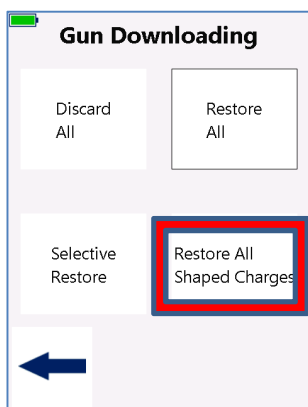 Gun Downloading
Discard
All
Restore
All
Selective
Restore
Restore All
Shaped Charges